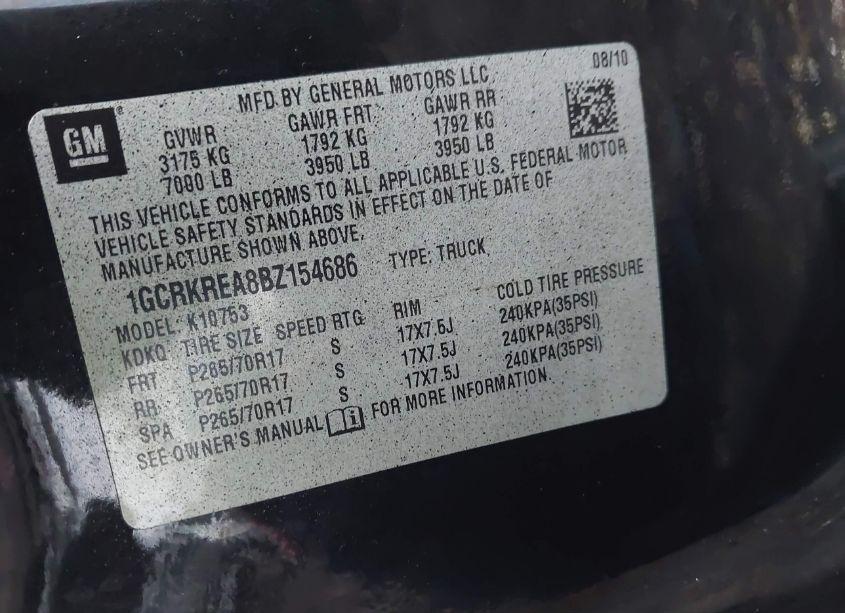 08/10
MFD BY GENERAL MOTORS LLC
GM
GVWR GAWR FRT GAWR RR
3175 KG 1792 KG 1792 KG
7000 LB 3950 LB 3950 LB
THIS VEHICLE CONFORMS TO ALL APPLICABLE U.S. FEDERAL MOTOR
VEHICLE SAFETY STANDARDS IN EFFECT ON THE DATE OF
MANUFACTURE SHOWN ABOVE.
1GCRKREA8BZ154686 TYPE: TRUCK
MODEL: K10753
KDKQ TIRE SIZE SPEED RTG RIM COLD TIRE PRESSURE
FRT P265/70R17 S 17X7.5J 240KPA(35PSI)
RR P265/70R17 S 17X7.5J 240KPA(35PSI)
SPA P265/70R17 S 17X7.5J 240KPA(35PSI)
SEE OWNER'S MANUAL FOR MORE INFORMATION.